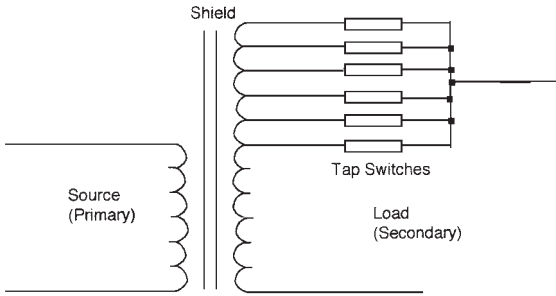 Shield
Tap Switches
Source
(Primary)
Load
(Secondary)